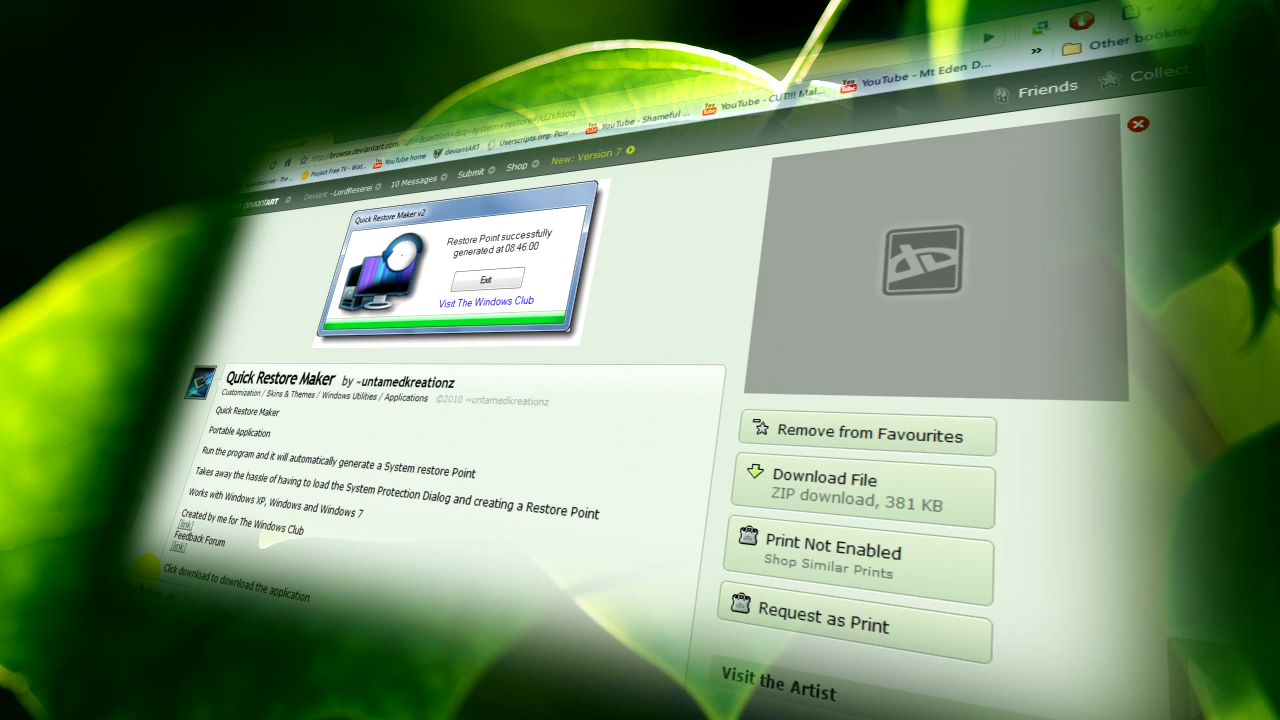 Other bookm
YouTube - Mt Eden D...
YouTube - CUT!!! Mal...
YouTube - Shameful ...
Userscripts.org: Pow...
deviantART
YouTube home
Project Free TV - Wat...
Friends
Collect
deviantART
Deviant ~LordReserei
10 Messages
Submit
Shop
New: Version 7
Quick Restore Maker v2
Restore Point successfully
generated at 08:46:00
Exit
Visit The Windows Club
Quick Restore Maker by ~untamedkreationz
Customization / Skins & Themes / Windows Utilities / Applications ©2010 ~untamedkreationz
Quick Restore Maker
Portable Application
Run the program and it will automatically generate a System restore Point
Takes away the hassle of having to load the System Protection Dialog and creating a Restore Point
Works with Windows XP, Windows and Windows 7
Created by me for The Windows Club
[link]
Feedback Forum
[link]
Click download to download the application
Remove from Favourites
Download File
ZIP download, 381 KB
Print Not Enabled
Shop Similar Prints
Request as Print
Visit the Artist